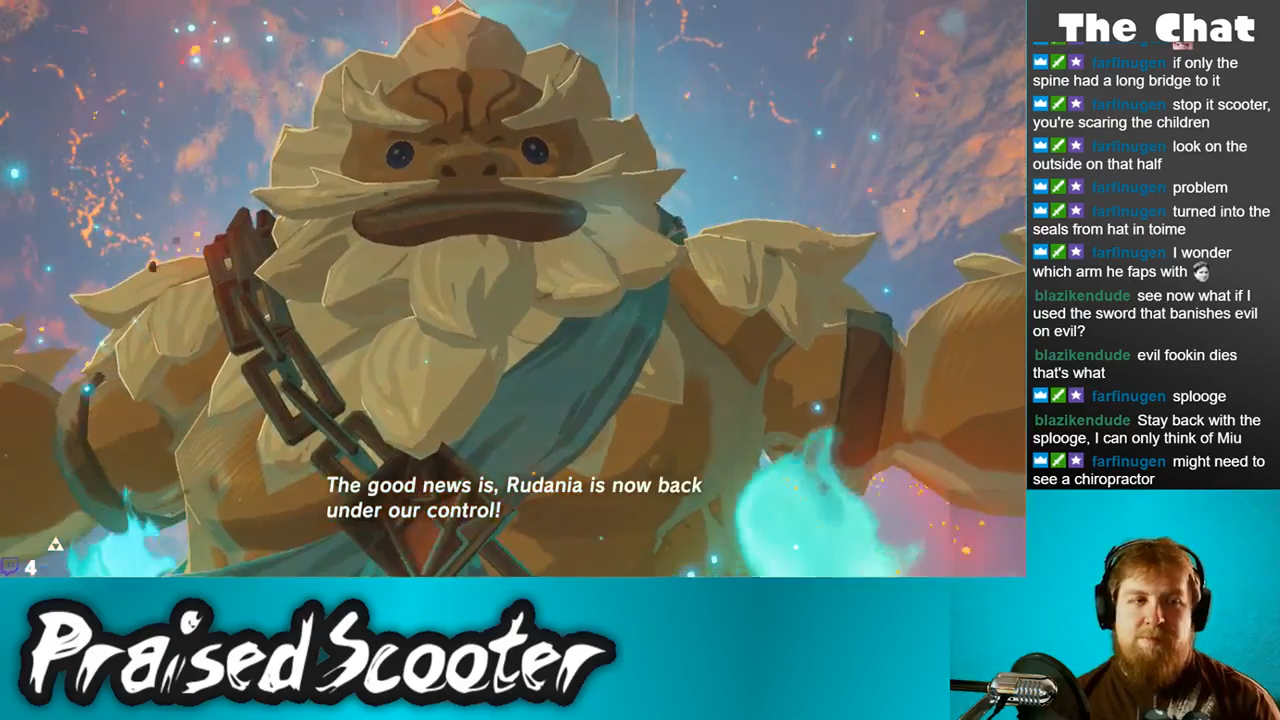 The Chat
farfinugen if only the
spine had a long bridge to it
farfinugen stop it scooter,
you're scaring the children
farfinugen look on the
outside on that half
farfinugen problem
farfinugen turned into the
seals from hat in toime
farfinugen I wonder
which arm he faps with
blazikendude see now what if I
used the sword that banishes evil
on evil?
blazikendude evil fookin dies
that's what
farfinugen splooge
blazikendude Stay back with the
splooge, I can only think of Miu
farfinugen might need to
see a chiropractor
The good news is, Rudania is now back
under our control!
4
PraisedScooter